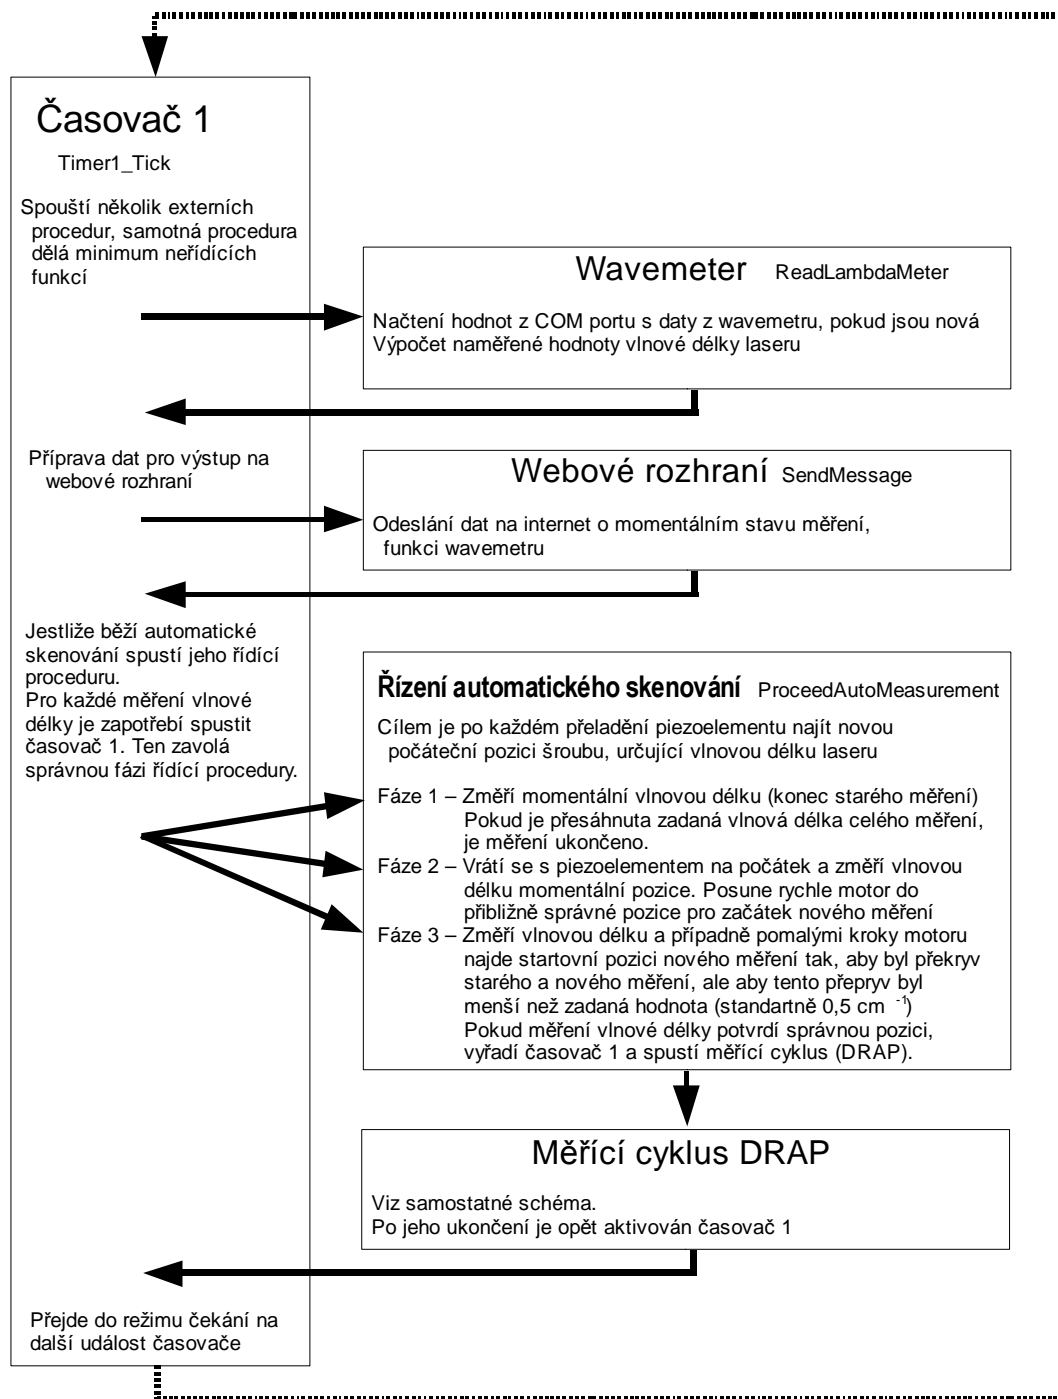 Časovač 1
Timer1_Tick
Spouští několik externích
procedur, samotná procedura
dělá minimum neřídících
funkcí
Wavemeter ReadLambdaMeter
Načtení hodnot z COM portu s daty z wavemetru, pokud jsou nová
Výpočet naměřené hodnoty vlnové délky laseru
Příprava dat pro výstup na
webové rozhraní
Webové rozhraní SendMessage
Odeslání dat na internet o momentálním stavu měření,
funkci wavemetru
Jestliže běží automatické
skenování spustí jeho řídící
proceduru.
Pro každé měření vlnové
délky je zapotřebí spustit
časovač 1. Ten zavolá
správnou fázi řídící procedury.
Řízení automatického skenování ProceedAutoMeasurement
Cílem je po každém přeladění piezoelementu najít novou
počáteční pozici šroubu, určující vlnovou délku laseru
Fáze 1 – Změří momentální vlnovou délku (konec starého měření)
Pokud je přesáhnuta zadaná vlnová délka celého měření,
je měření ukončeno.
Fáze 2 – Vrátí se s piezoelementem na počátek a změří vlnovou
délku momentální pozice. Posune rychle motor do
přibližně správné pozice pro začátek nového měření
Fáze 3 – Změří vlnovou délku a případně pomalými kroky motoru
najde startovní pozici nového měření tak, aby byl překryv
starého a nového měření, ale aby tento přepryv byl
menší než zadaná hodnota (standartně 0,5 cm ⁻¹)
Pokud měření vlnové délky potvrdí správnou pozici,
vyřadí časovač 1 a spustí měřící cyklus (DRAP).
Měřící cyklus DRAP
Viz samostatné schéma.
Po jeho ukončení je opět aktivován časovač 1
Přejde do režimu čekání na
další událost časovače